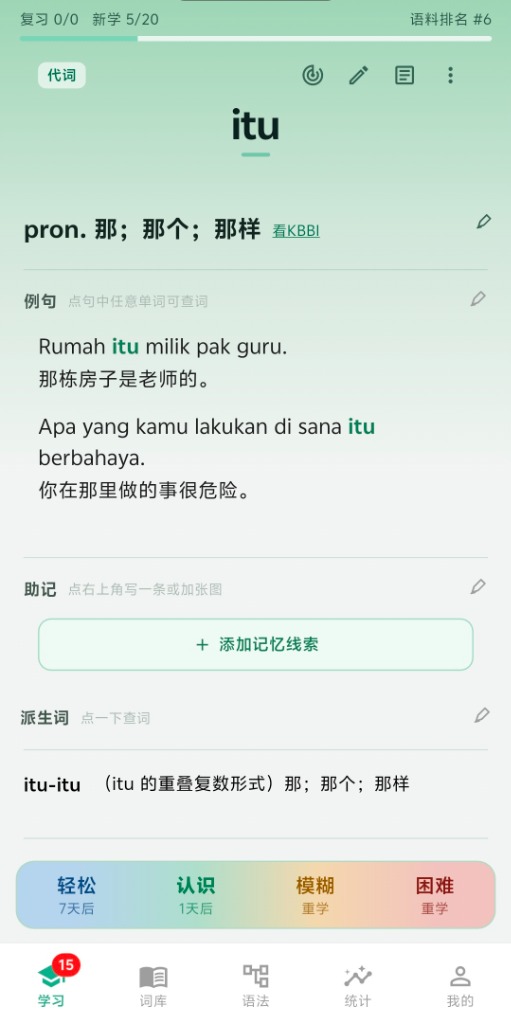 复习 0/0 新学 5/20 语料排名 #6
代词
itu
pron. 那；那个；那样 看KBBI
例句 点句中任意单词可查词
Rumah itu milik pak guru.
那栋房子是老师的。
Apa yang kamu lakukan di sana itu
berbahaya.
你在那里做的事很危险。
助记 点右上角写一条或加张图
+ 添加记忆线索
派生词 点一下查词
itu-itu （itu 的重叠复数形式）那；那个；那样
轻松 认识 模糊 困难
7天后 1天后 重学 重学
15
学习 词库 语法 统计 我的